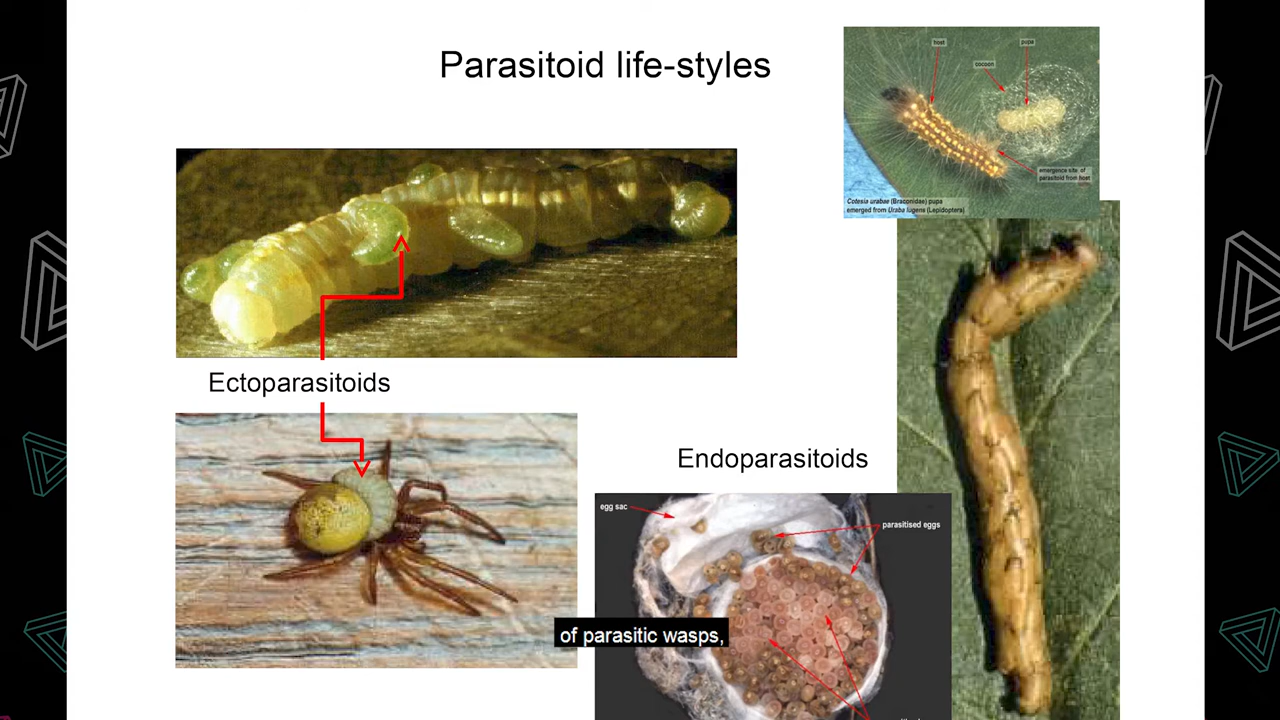 Parasitoid life-styles
host
pupa
cocoon
emergence site of
parasitoid from host
Cotesia urabae (Braconidae) pupa
emerged from Uraba lugens (Lepidoptera)
Ectoparasitoids
Endoparasitoids
egg sac
parasitised eggs
of parasitic wasps,